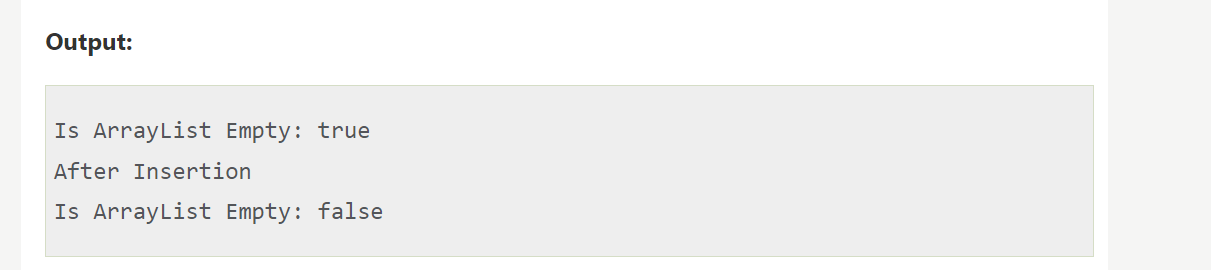 Output:
Is ArrayList Empty: true
After Insertion
Is ArrayList Empty: false